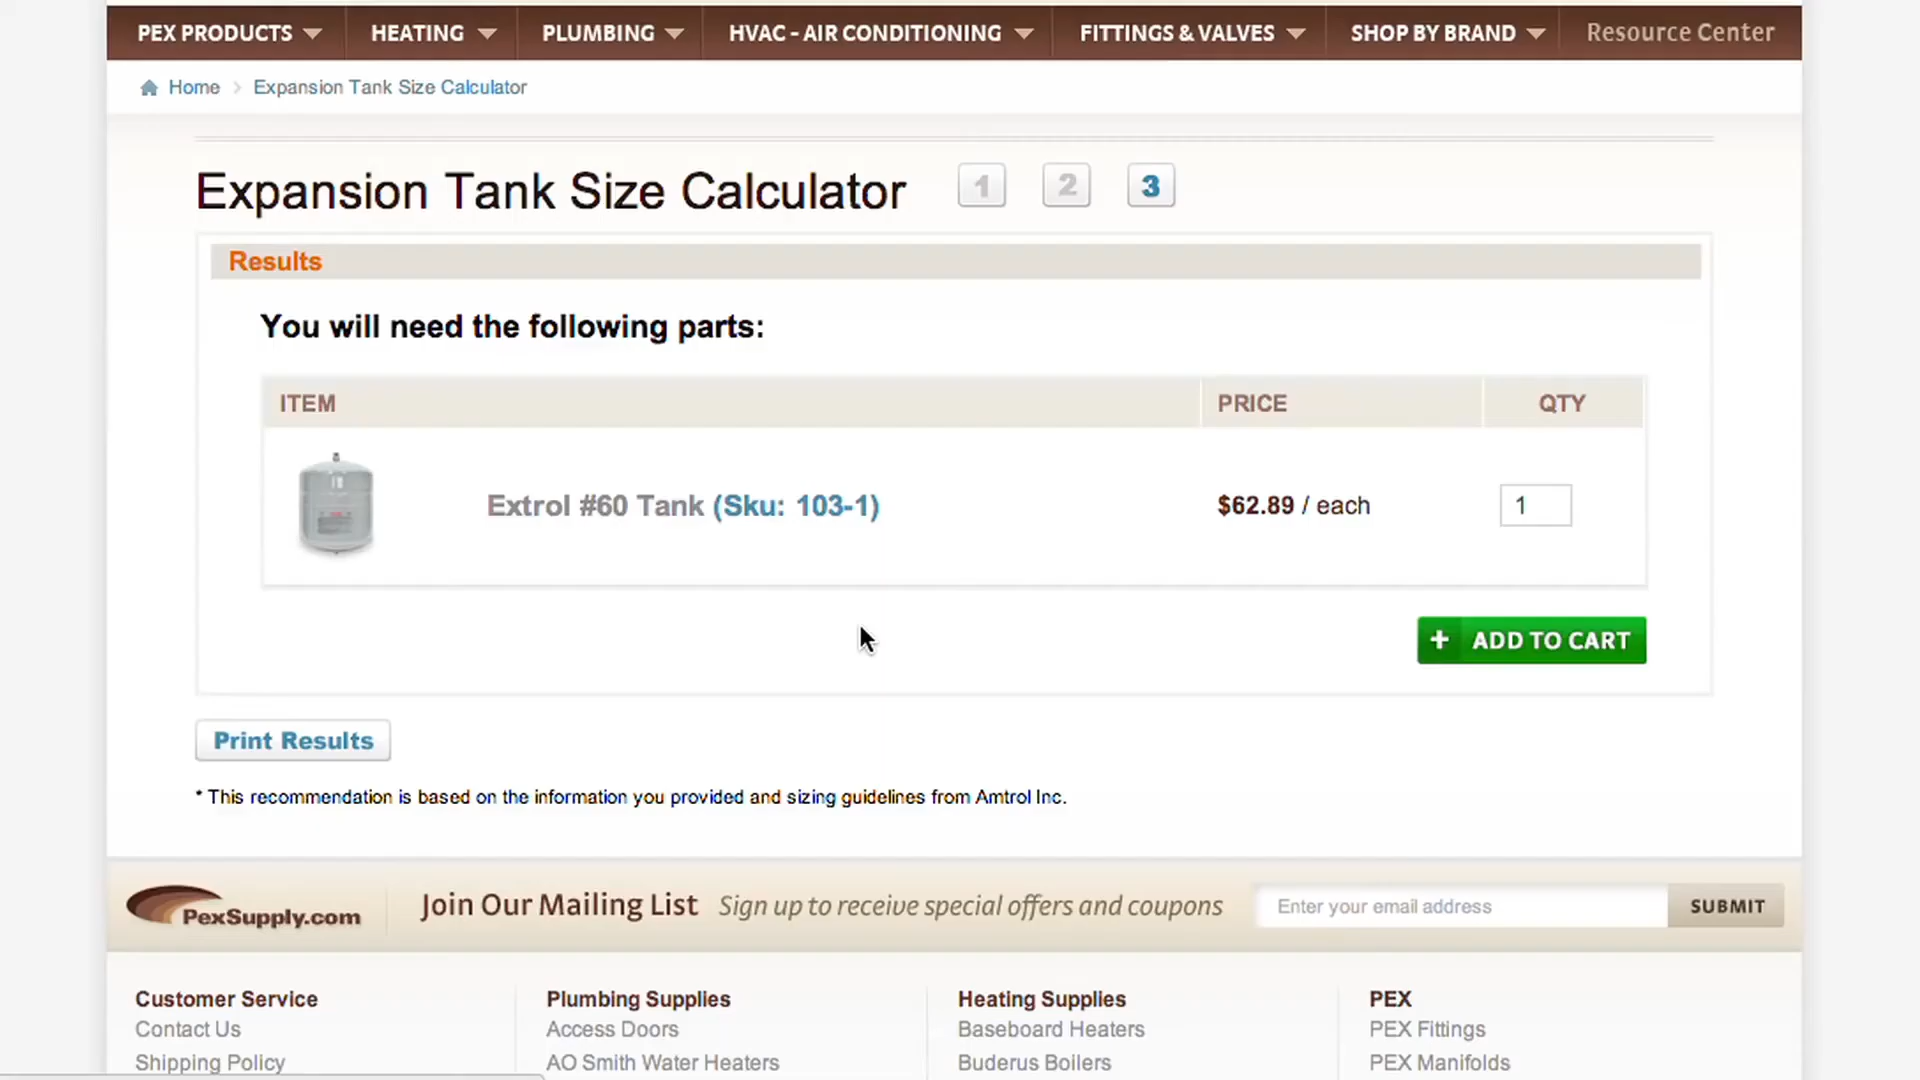 PEX PRODUCTS HEATING PLUMBING HVAC - AIR CONDITIONING FITTINGS & VALVES SHOP BY BRAND Resource Center
Home > Expansion Tank Size Calculator
Expansion Tank Size Calculator 1 2 3
Results
You will need the following parts:
ITEM PRICE QTY
Extrol #60 Tank (Sku: 103-1) $62.89 / each 1
+ ADD TO CART
Print Results
* This recommendation is based on the information you provided and sizing guidelines from Amtrol Inc.
PexSupply.com Join Our Mailing List Sign up to receive special offers and coupons Enter your email address SUBMIT
Customer Service Plumbing Supplies Heating Supplies PEX
Contact Us Access Doors Baseboard Heaters PEX Fittings
Shipping Policy AO Smith Water Heaters Buderus Boilers PEX Manifolds